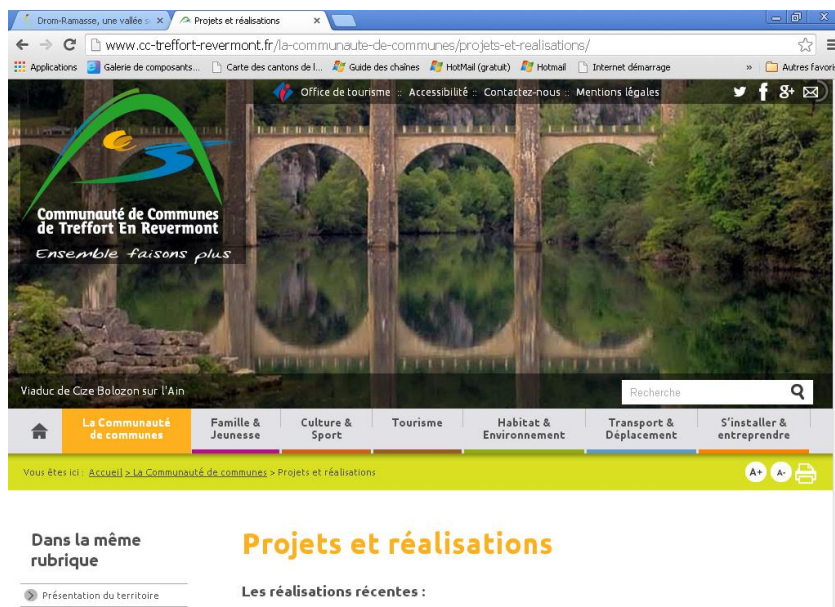 Drom-Ramasse, une vallée s
Projets et réalisations
www.cc-treffort-revermont.fr/la-communaute-de-communes/projets-et-realisations/
Applications Galerie de composants... Carte des cantons de l... Guide des chaînes HotMail (gratuit) Hotmail Internet démarrage » Autres favoris
Office de tourisme :: Accessibilité :: Contactez-nous :: Mentions légales
Communauté de Communes
de Treffort En Revermont
Ensemble faisons plus
Viaduc de Cize Bolozon sur l'Ain
Recherche
La Communauté
de communes
Famille &
Jeunesse
Culture &
Sport
Tourisme
Habitat &
Environnement
Transport &
Déplacement
S'installer &
entreprendre
Vous êtes ici : Accueil > La Communauté de communes > Projets et réalisations
A+ A-
Dans la même
rubrique
Présentation du territoire
Projets et réalisations
Les réalisations récentes :